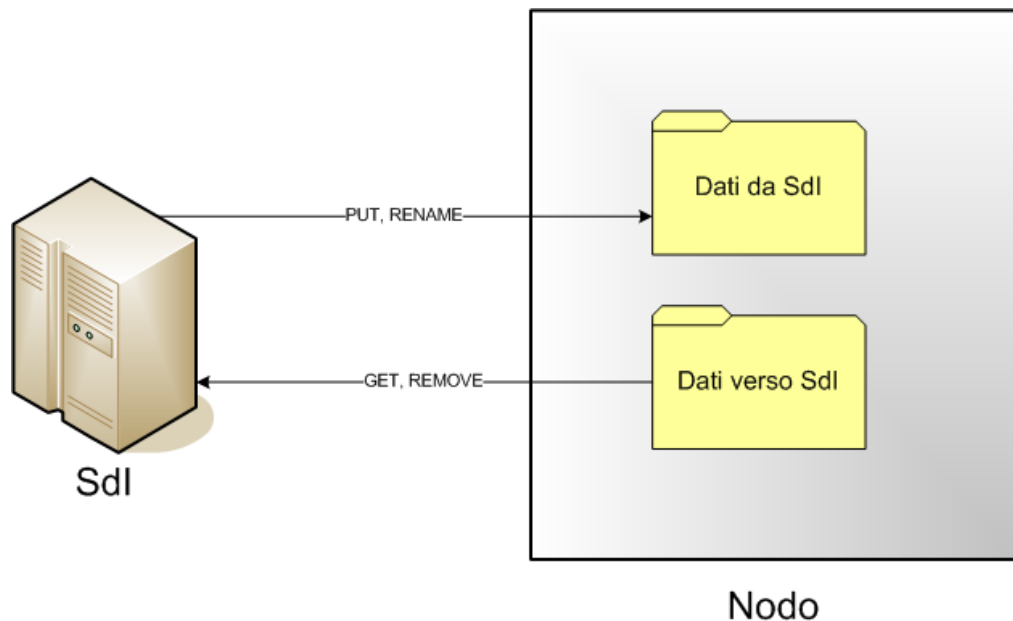 Dati da SdI
PUT, RENAME
GET, REMOVE
Dati verso SdI
SdI
Nodo